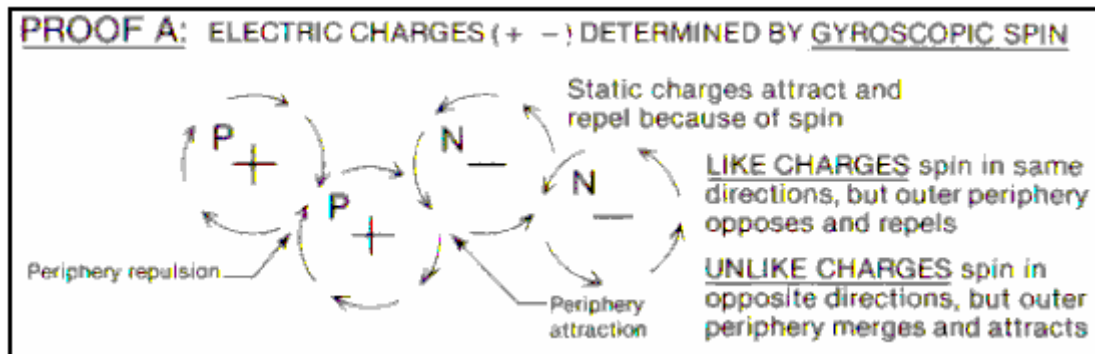 PROOF A: ELECTRIC CHARGES (+ −) DETERMINED BY GYROSCOPIC SPIN
Static charges attract and
repel because of spin
P
+
N
−
P
+
N
−
LIKE CHARGES spin in same
directions, but outer periphery
opposes and repels
Periphery repulsion
Periphery
attraction
UNLIKE CHARGES spin in
opposite directions, but outer
periphery merges and attracts